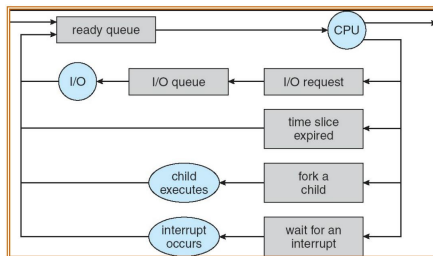 ready queue
CPU
I/O
I/O queue
I/O request
time slice
expired
child
executes
fork a
child
interrupt
occurs
wait for an
interrupt